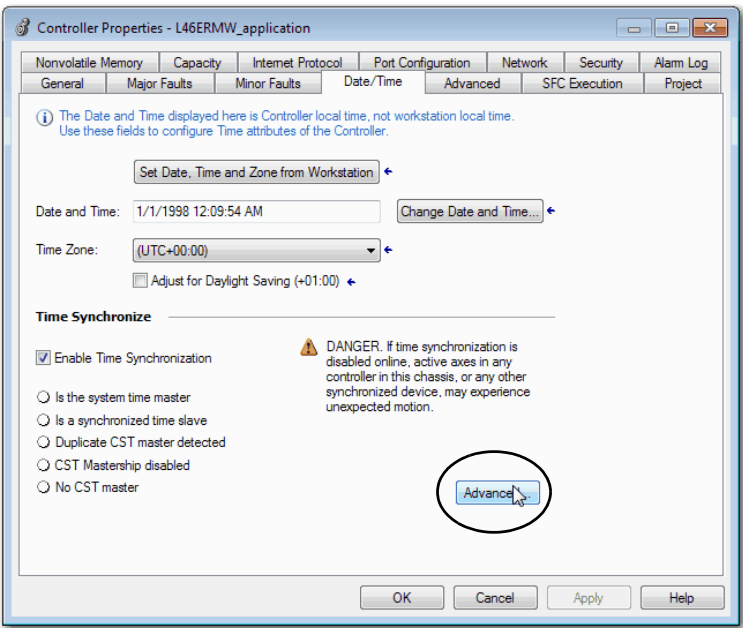 Controller Properties - L46ERMW_application
Nonvolatile Memory Capacity Internet Protocol Port Configuration Network Security Alarm Log
General Major Faults Minor Faults Date/Time Advanced SFC Execution Project
The Date and Time displayed here is Controller local time, not workstation local time.
Use these fields to configure Time attributes of the Controller.
Set Date, Time and Zone from Workstation
Date and Time: 1/1/1998 12:09:54 AM Change Date and Time...
Time Zone: (UTC+00:00)
Adjust for Daylight Saving (+01:00)
Time Synchronize
Enable Time Synchronization
DANGER. If time synchronization is
disabled online, active axes in any
controller in this chassis, or any other
synchronized device, may experience
unexpected motion.
Is the system time master
Is a synchronized time slave
Duplicate CST master detected
CST Mastership disabled
No CST master
Advanced...
OK Cancel Apply Help